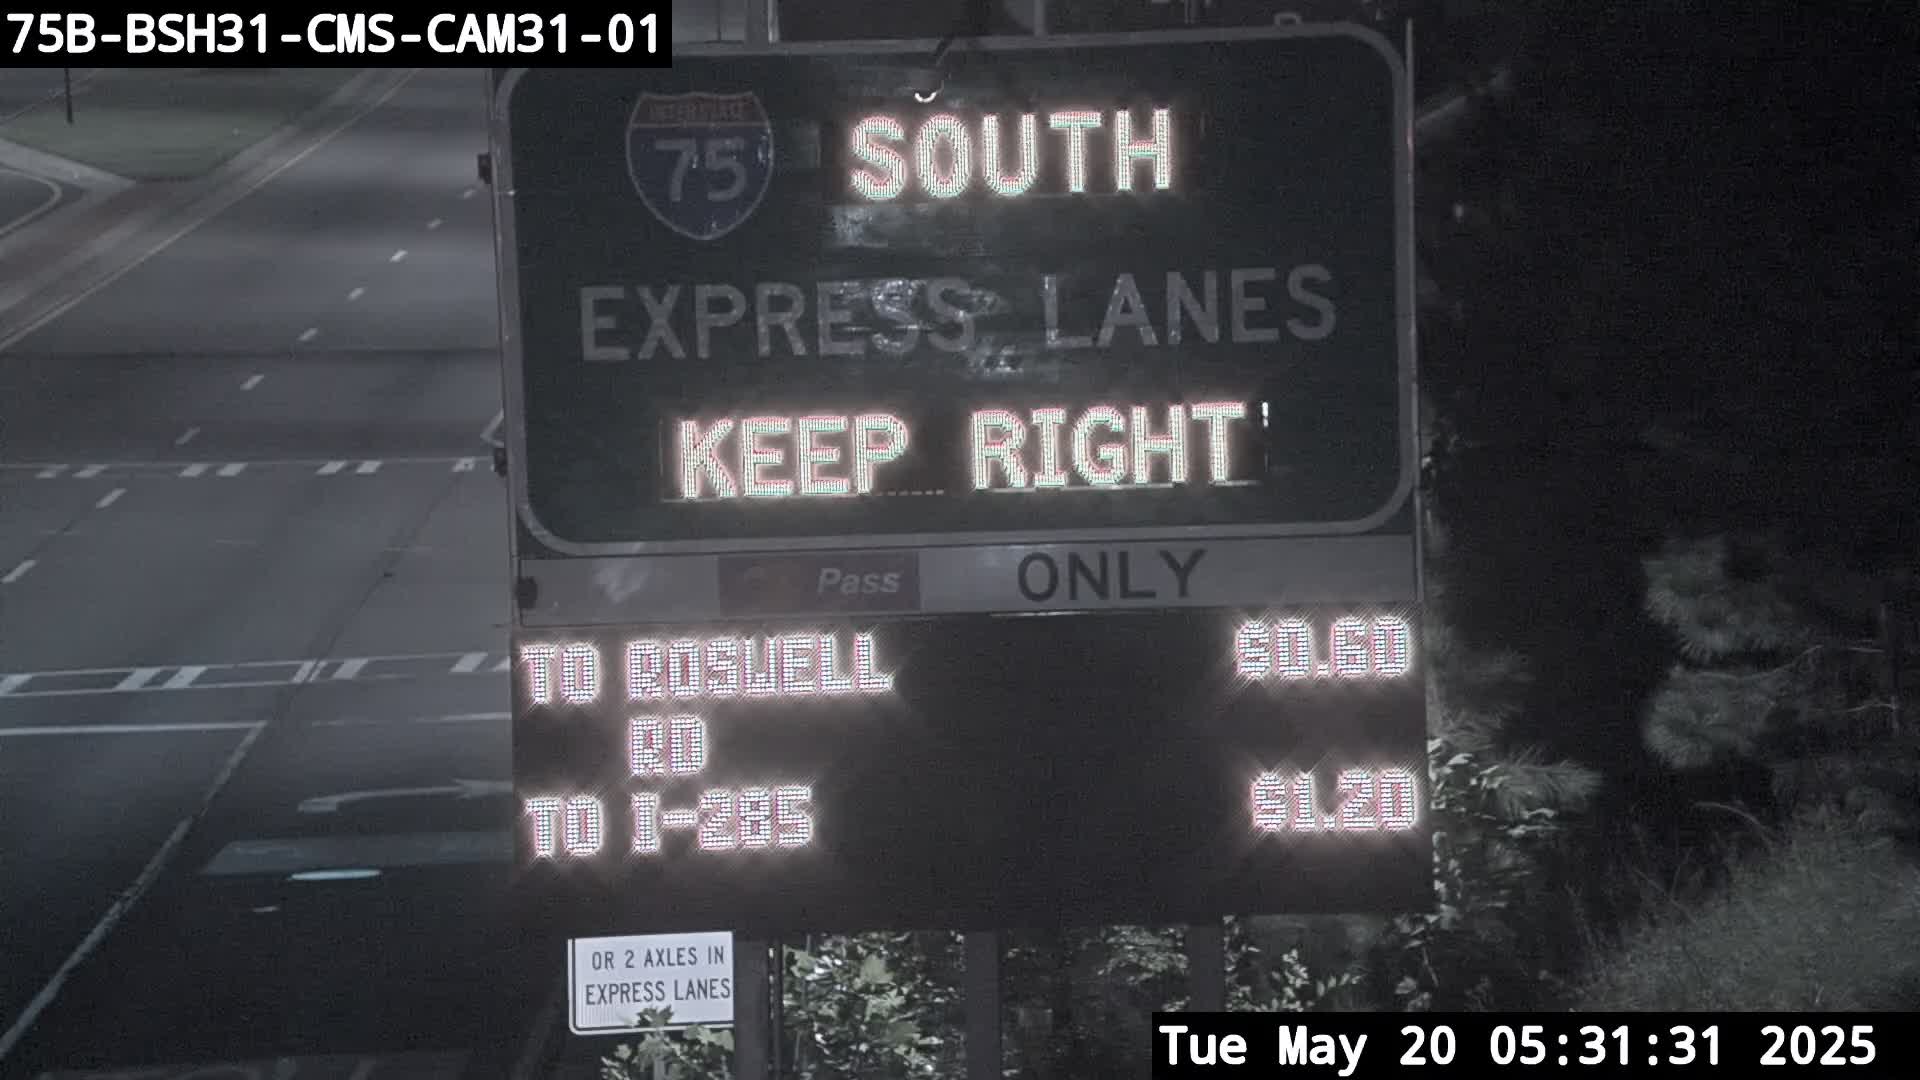 75B-BSH31-CMS-CAM31-01
INTERSTATE
75
SOUTH
EXPRESS LANES
KEEP RIGHT
Pass ONLY
TO ROSWELL $0.60
RD
TO I-285 $1.20
OR 2 AXLES IN
EXPRESS LANES
Tue May 20 05:31:31 2025